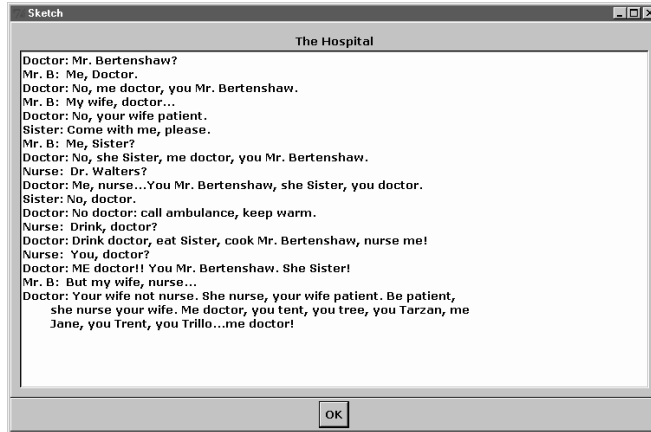 Sketch
The Hospital
Doctor: Mr. Bertenshaw?
Mr. B: Me, Doctor.
Doctor: No, me doctor, you Mr. Bertenshaw.
Mr. B: My wife, doctor...
Doctor: No, your wife patient.
Sister: Come with me, please.
Mr. B: Me, Sister?
Doctor: No, she Sister, me doctor, you Mr. Bertenshaw.
Nurse: Dr. Walters?
Doctor: Me, nurse...You Mr. Bertenshaw, she Sister, you doctor.
Sister: No, doctor.
Doctor: No doctor: call ambulance, keep warm.
Nurse: Drink, doctor?
Doctor: Drink doctor, eat Sister, cook Mr. Bertenshaw, nurse me!
Nurse: You, doctor?
Doctor: ME doctor!! You Mr. Bertenshaw. She Sister!
Mr. B: But my wife, nurse...
Doctor: Your wife not nurse. She nurse, your wife patient. Be patient,
she nurse your wife. Me doctor, you tent, you tree, you Tarzan, me
Jane, you Trent, you Trillo...me doctor!
OK